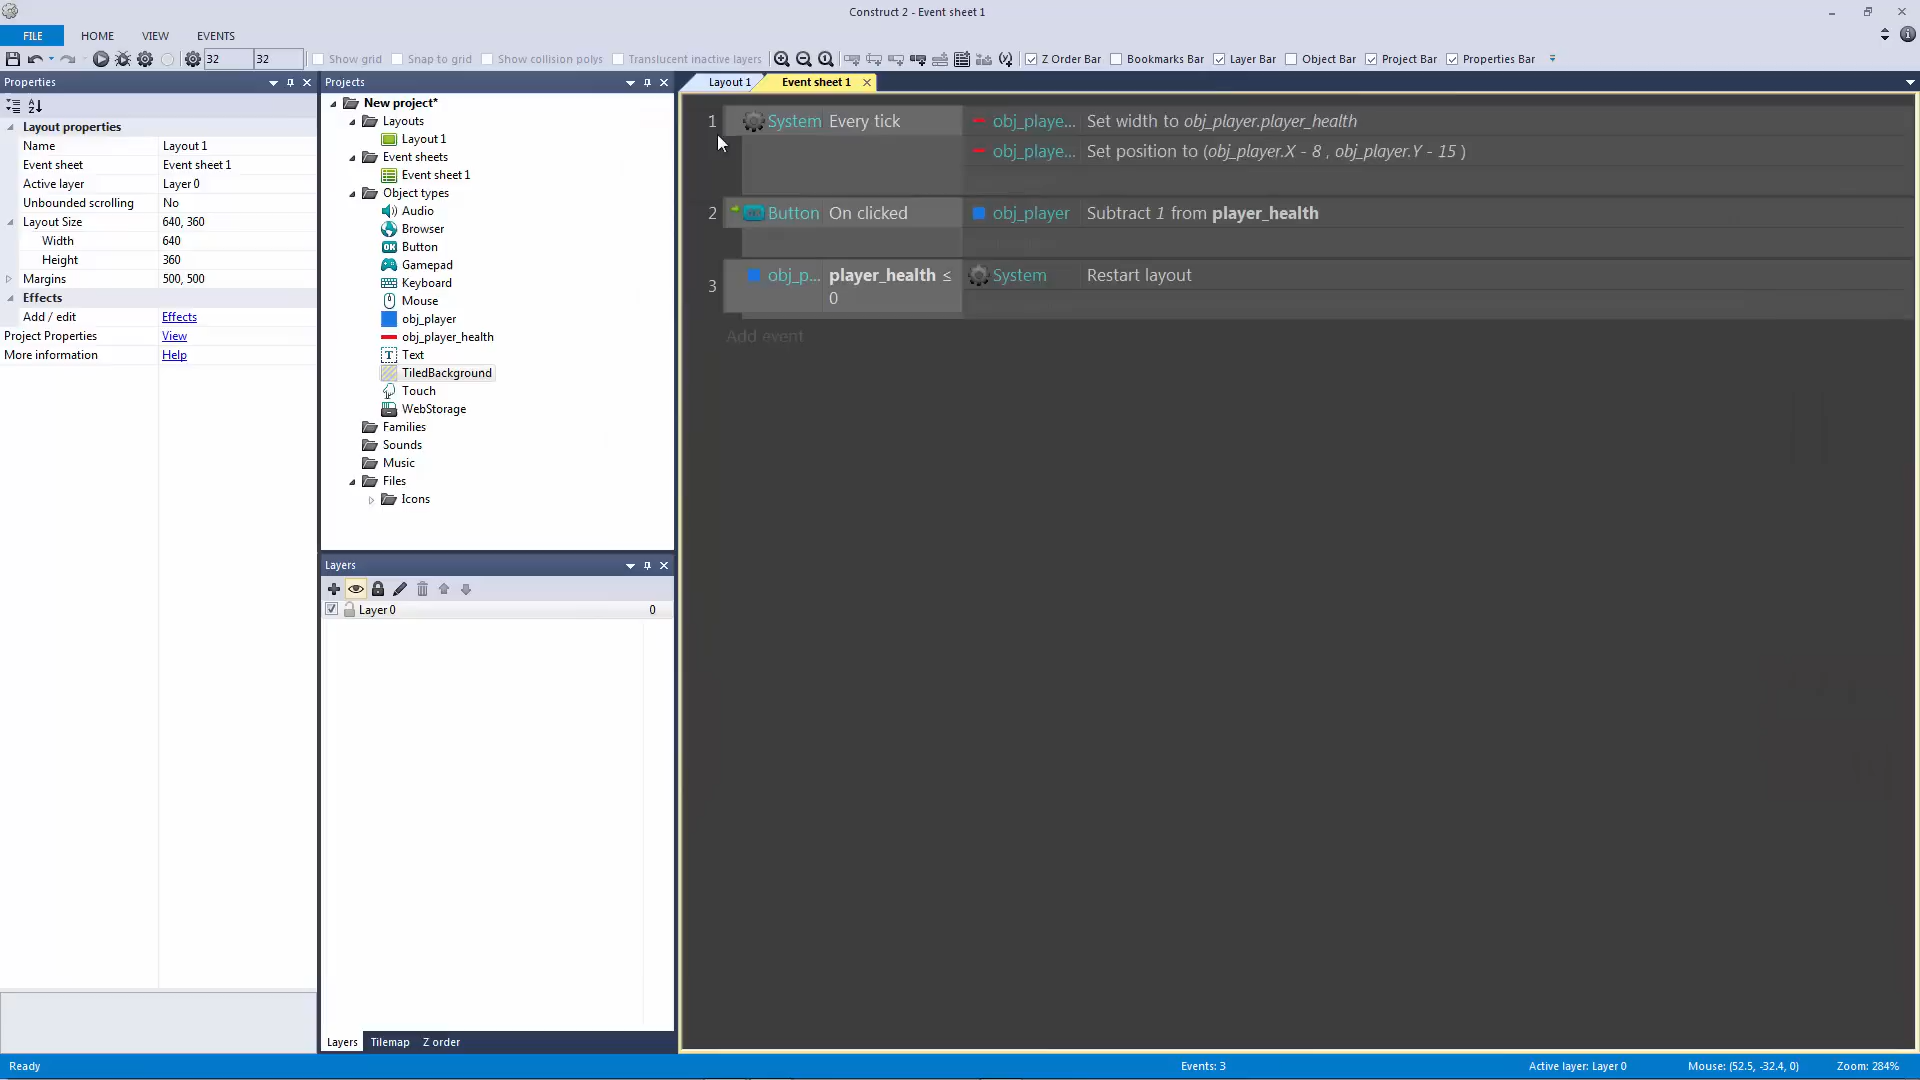 Construct 2 - Event sheet 1
FILE HOME VIEW EVENTS
32 32 Show grid Snap to grid Show collision polys Translucent inactive layers Z Order Bar Bookmarks Bar Layer Bar Object Bar Project Bar Properties Bar
Properties
Layout properties
Name Layout 1
Event sheet Event sheet 1
Active layer Layer 0
Unbounded scrolling No
Layout Size 640, 360
Width 640
Height 360
Margins 500, 500
Effects
Add / edit Effects
Project Properties View
More information Help
Projects
New project*
Layouts
Layout 1
Event sheets
Event sheet 1
Object types
Audio
Browser
Button
Gamepad
Keyboard
Mouse
obj_player
obj_player_health
Text
TiledBackground
Touch
WebStorage
Families
Sounds
Music
Files
Icons
Layers
Layer 0 0
Layers Tilemap Z order
Layout 1 Event sheet 1
1 System Every tick obj_playe... Set width to obj_player.player_health
obj_playe... Set position to (obj_player.X - 8 , obj_player.Y - 15 )
2 Button On clicked obj_player Subtract 1 from player_health
3 obj_p... player_health ≤ 0 System Restart layout
Add event
Ready Events: 3 Active layer: Layer 0 Mouse: (52.5, -32.4, 0) Zoom: 284%